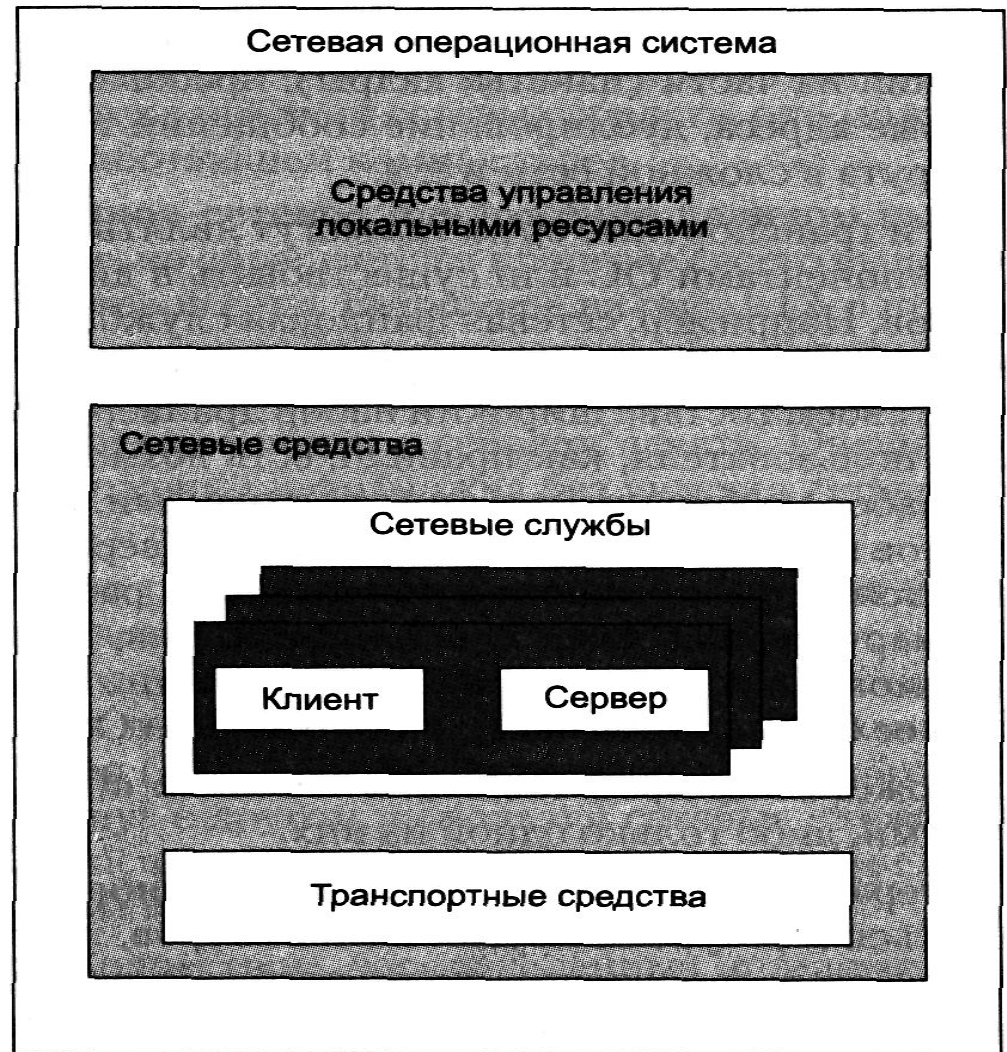 Сетевая операционная система
Средства управления
локальными ресурсами
Сетевые средства
Сетевые службы
Клиент
Сервер
Транспортные средства